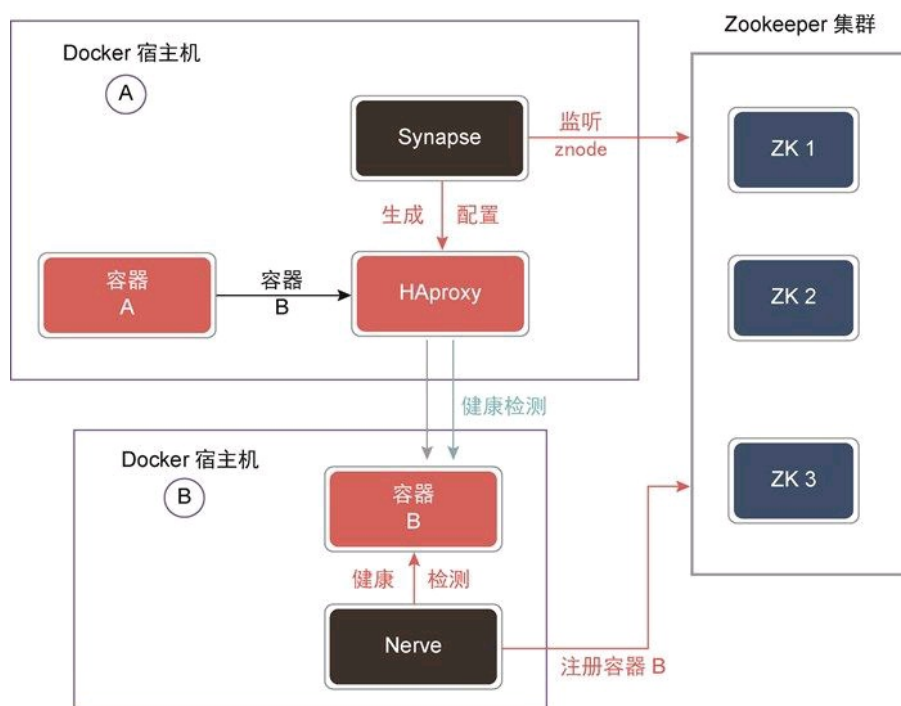 Zookeeper 集群
Docker 宿主机
A
Synapse
监听
znode
ZK 1
生成 配置
容器
A
容器
B
HAproxy
ZK 2
健康检测
Docker 宿主机
B
容器
B
ZK 3
健康 检测
Nerve
注册容器 B